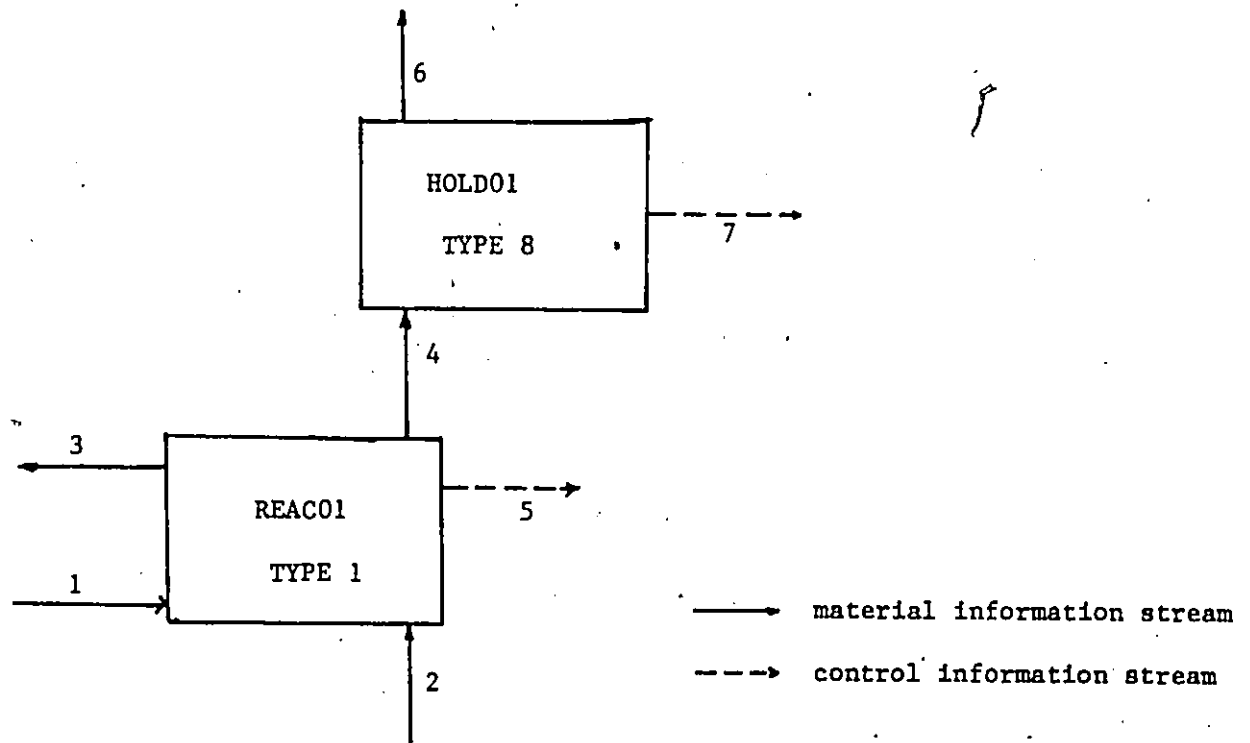 6
HOLD01
TYPE 8
7
4
3
REAC01
5
TYPE 1
1
material information stream
control information stream
2